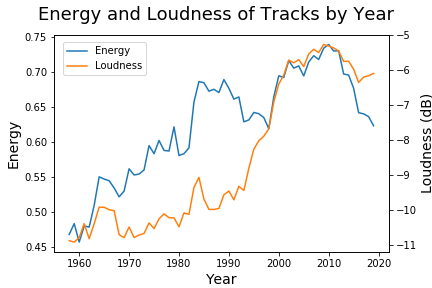 Energy and Loudness of Tracks by Year
Energy
Loudness
0.75
0.70
0.65
0.60
0.55
0.50
0.45
Energy
−5
−6
−7
−8
−9
−10
−11
Loudness (dB)
1960 1970 1980 1990 2000 2010 2020
Year